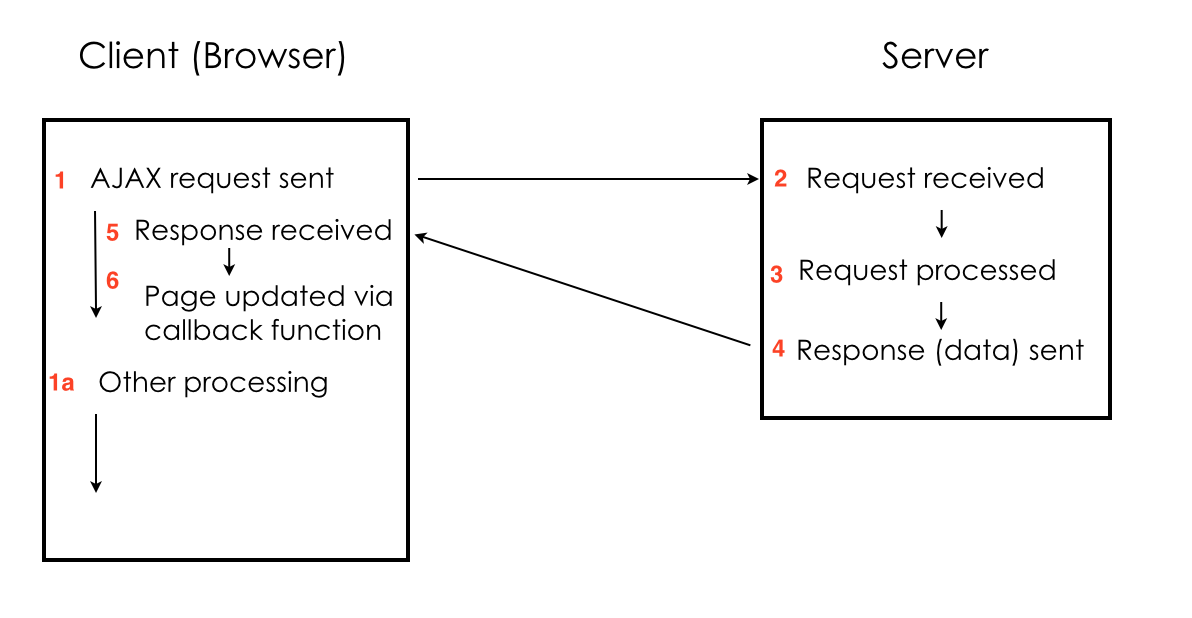 Client (Browser)
Server
1 AJAX request sent
5 Response received
6 Page updated via
callback function
1a Other processing
2 Request received
3 Request processed
4 Response (data) sent